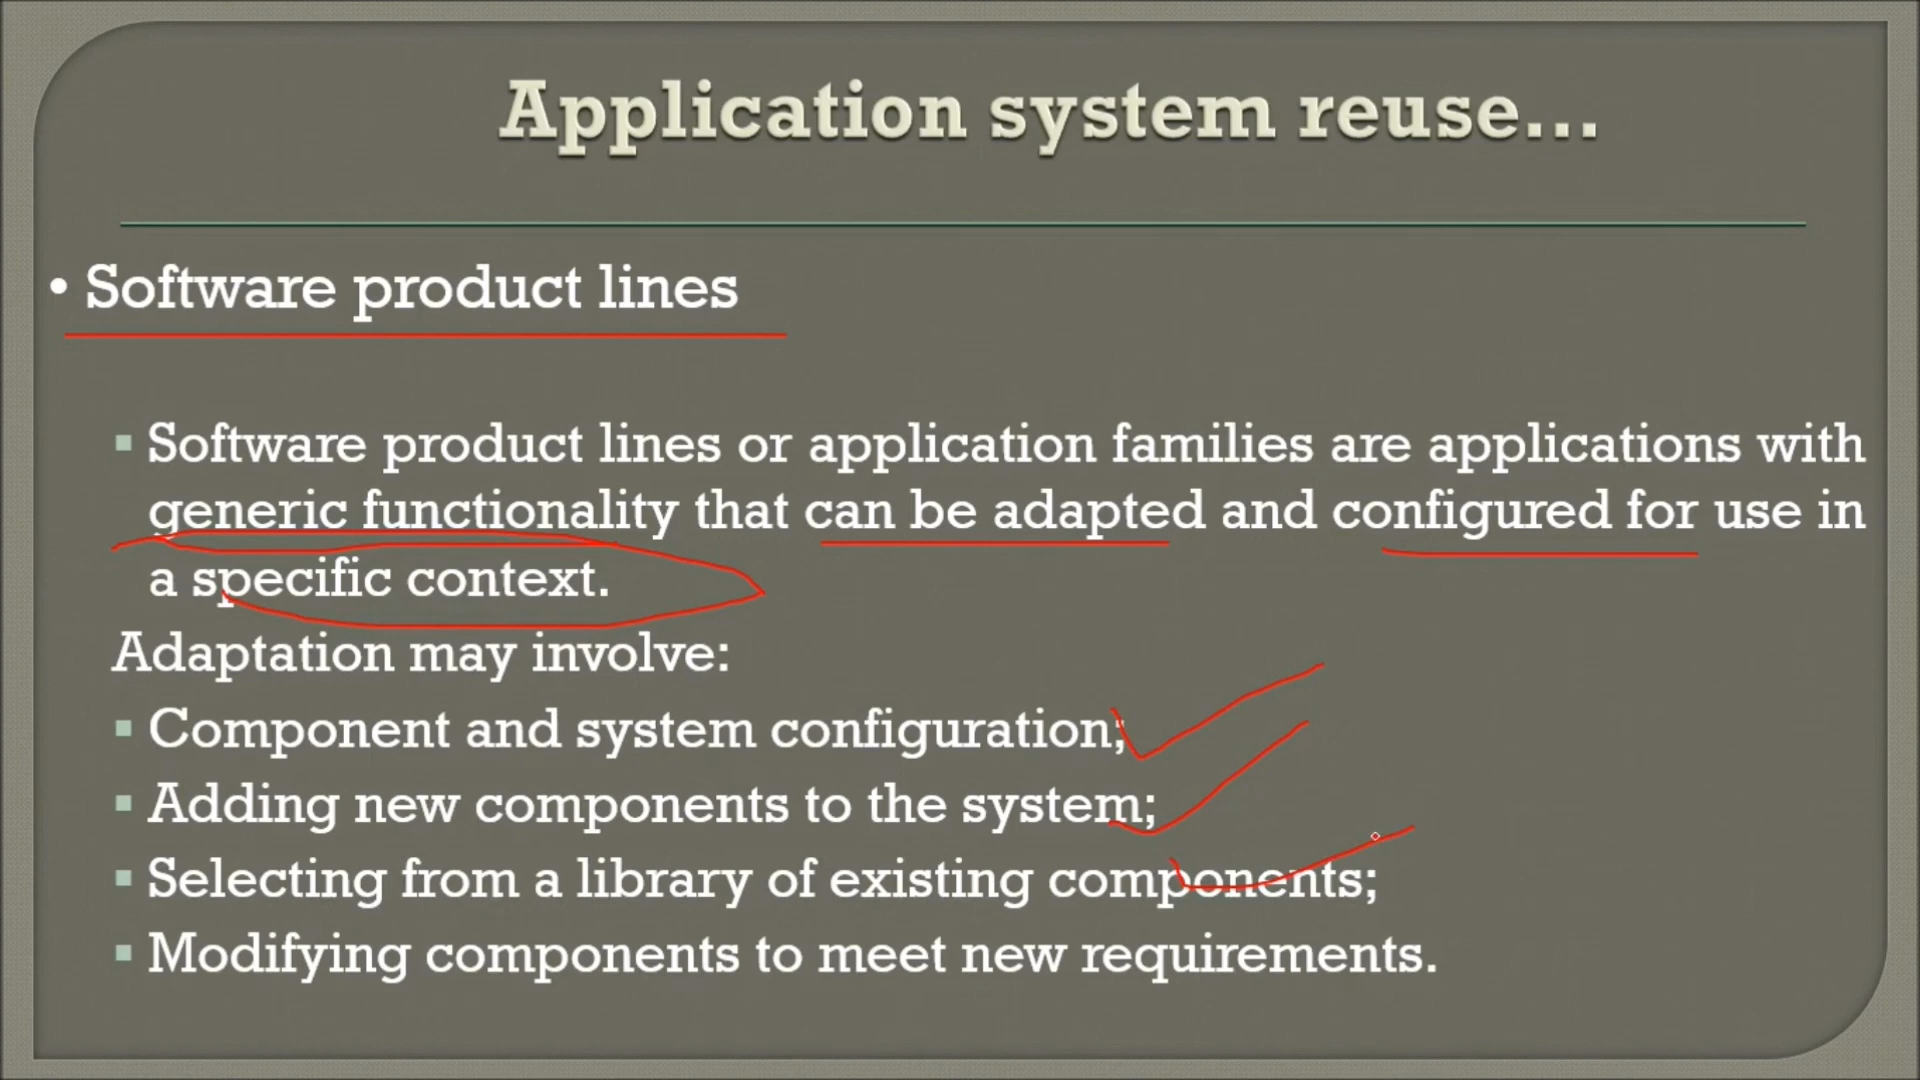 Application system reuse...
• Software product lines
▪ Software product lines or application families are applications with
generic functionality that can be adapted and configured for use in
a specific context.
Adaptation may involve:
▪ Component and system configuration;
▪ Adding new components to the system;
▪ Selecting from a library of existing components;
▪ Modifying components to meet new requirements.